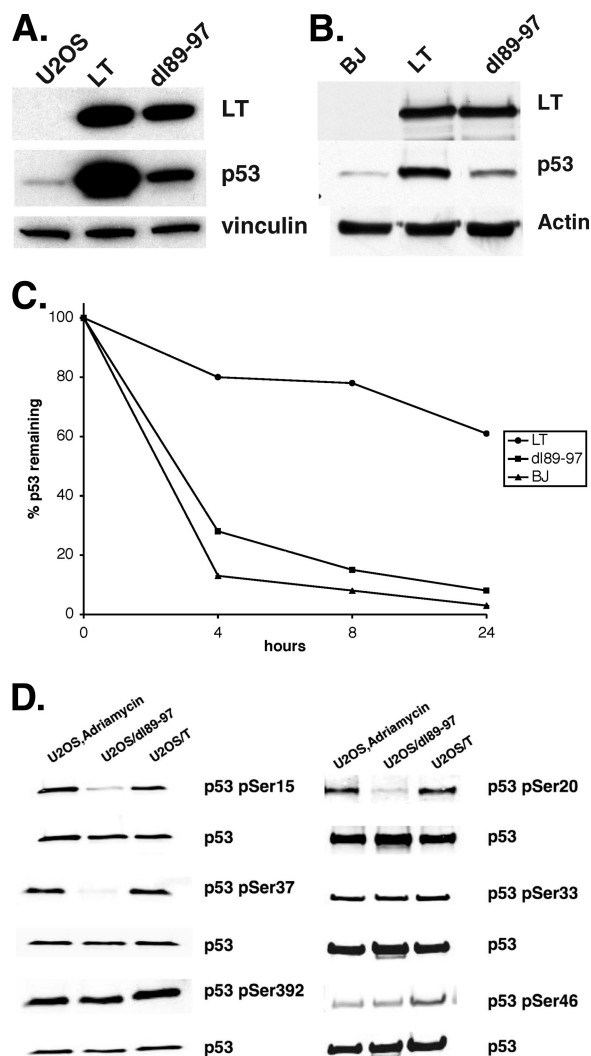 A.
U2OS
LT
dl89-97
LT
p53
vinculin
B.
BJ
LT
dl89-97
LT
p53
Actin
C.
100
80
60
40
20
0
% p53 remaining
0 4 8 24
hours
LT
dl89-97
BJ
D.
U2OS,Adriamycin
U2OS/dl89-97
U2OS/T
p53 pSer15
p53
p53 pSer37
p53
p53 pSer392
p53
U2OS,Adriamycin
U2OS/dl89-97
U2OS/T
p53 pSer20
p53
p53 pSer33
p53
p53 pSer46
p53